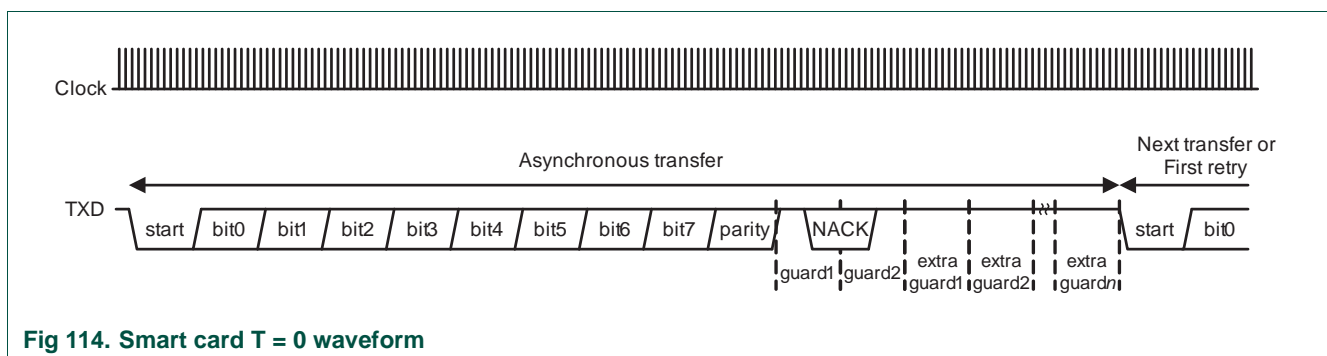 Clock
Asynchronous transfer
Next transfer or
First retry
TXD
start bit0 bit1 bit2 bit3 bit4 bit5 bit6 bit7 parity NACK start bit0
guard1 guard2 extra guard1 extra guard2 extra guardn
Fig 114. Smart card T = 0 waveform